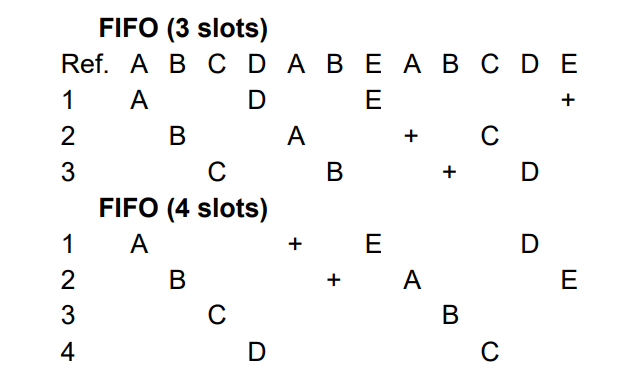 FIFO (3 slots)
Ref. A B C D A B E A B C D E
1 A D E +
2 B A + C
3 C B + D
FIFO (4 slots)
1 A + E D
2 B + A E
3 C B
4 D C